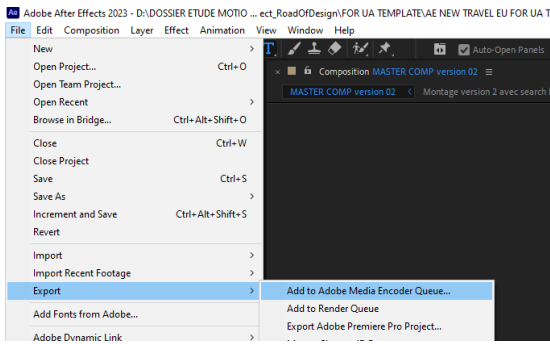 Ae Adobe After Effects 2023 - D:\DOSSIER ETUDE MOTIO ... ect_RoadOfDesign\FOR UA TEMPLATE\AE NEW TRAVEL EU FOR UA T
File Edit Composition Layer Effect Animation View Window Help
New >
T Auto-Open Panels
Open Project... Ctrl+O
Open Team Project...
× Composition MASTER COMP version 02 ≡
Open Recent >
MASTER COMP version 02 < Montage version 2 avec search
Browse in Bridge... Ctrl+Alt+Shift+O
Close Ctrl+W
Close Project
Save Ctrl+S
Save As >
Increment and Save Ctrl+Alt+Shift+S
Revert
Import >
Import Recent Footage >
Export >
Add to Adobe Media Encoder Queue...
Add to Render Queue
Add Fonts from Adobe...
Export Adobe Premiere Pro Project...
Adobe Dynamic Link >